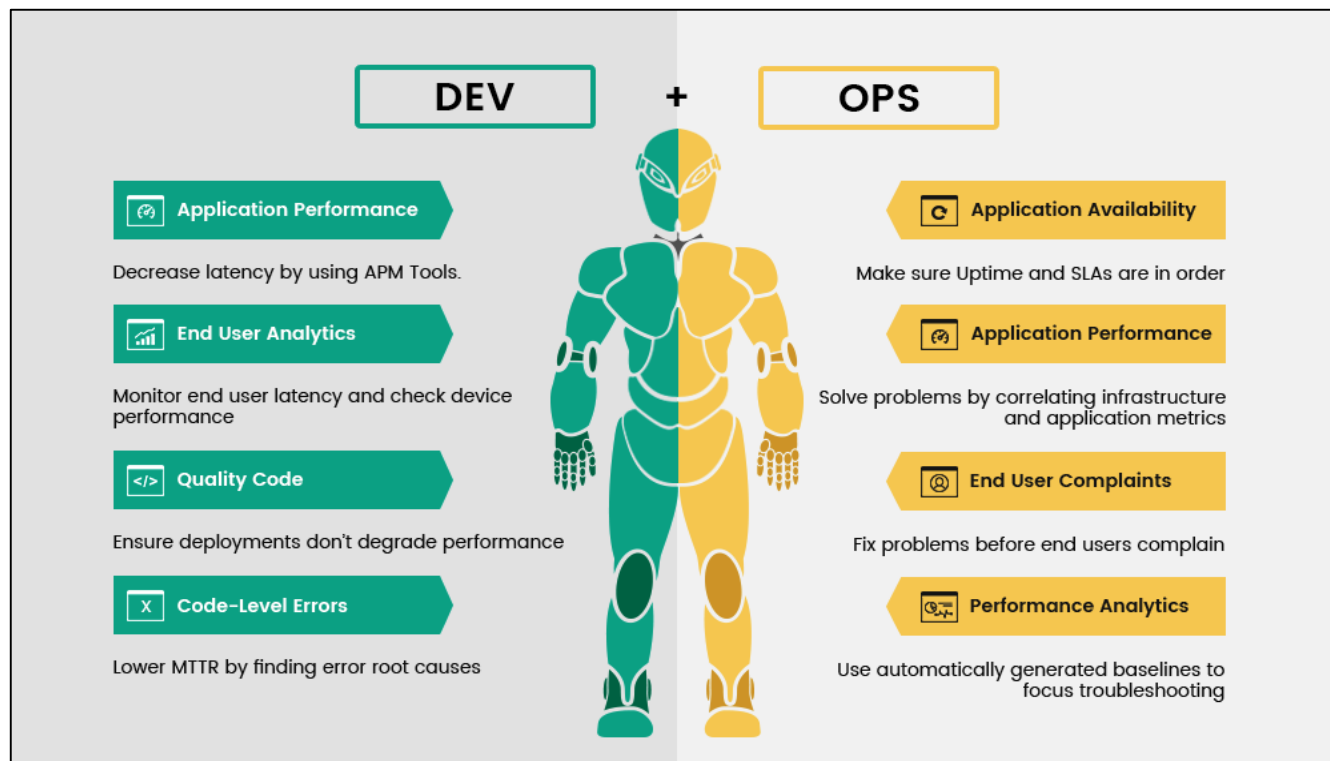 DEV + OPS
Application Performance
Decrease latency by using APM Tools.
End User Analytics
Monitor end user latency and check device
performance
</> Quality Code
Ensure deployments don't degrade performance
X Code-Level Errors
Lower MTTR by finding error root causes
Application Availability
Make sure Uptime and SLAs are in order
Application Performance
Solve problems by correlating infrastructure
and application metrics
End User Complaints
Fix problems before end users complain
Performance Analytics
Use automatically generated baselines to
focus troubleshooting